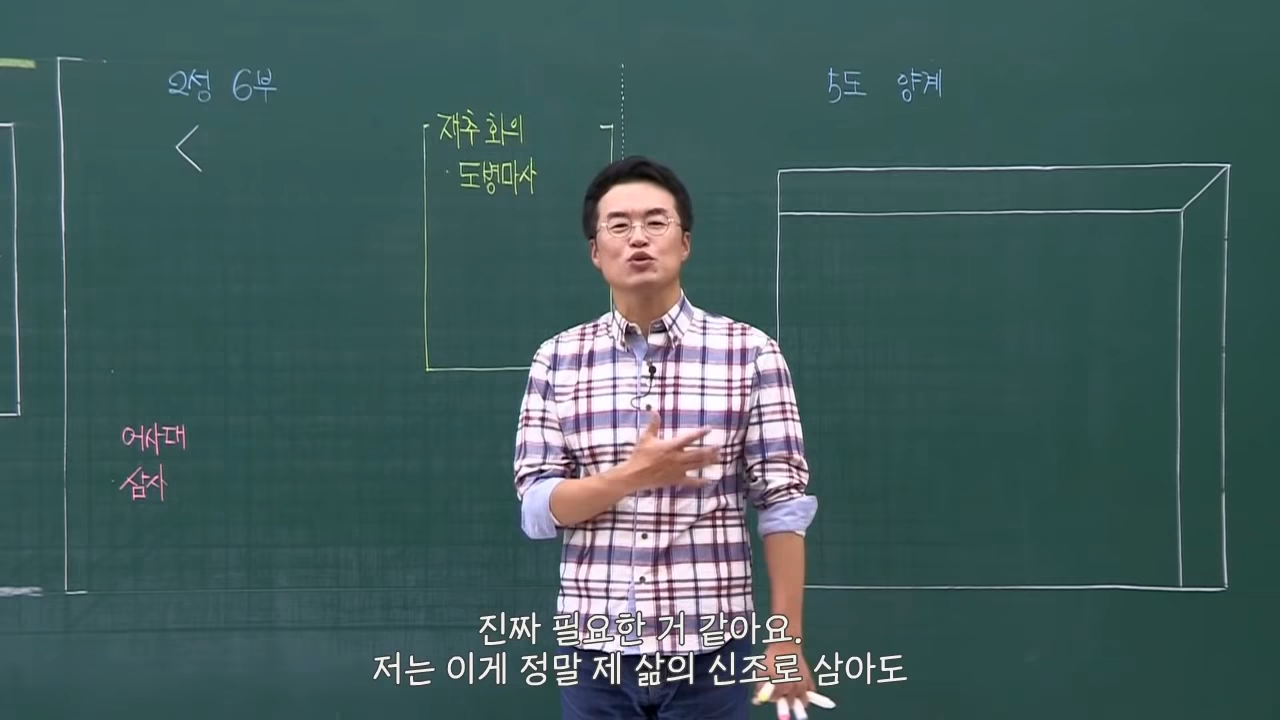 2성 6부
재추 회의
· 도병마사
어사대
· 삼사
5도 양계
진짜 필요한 거 같아요.
저는 이게 정말 제 삶의 신조로 삼아도